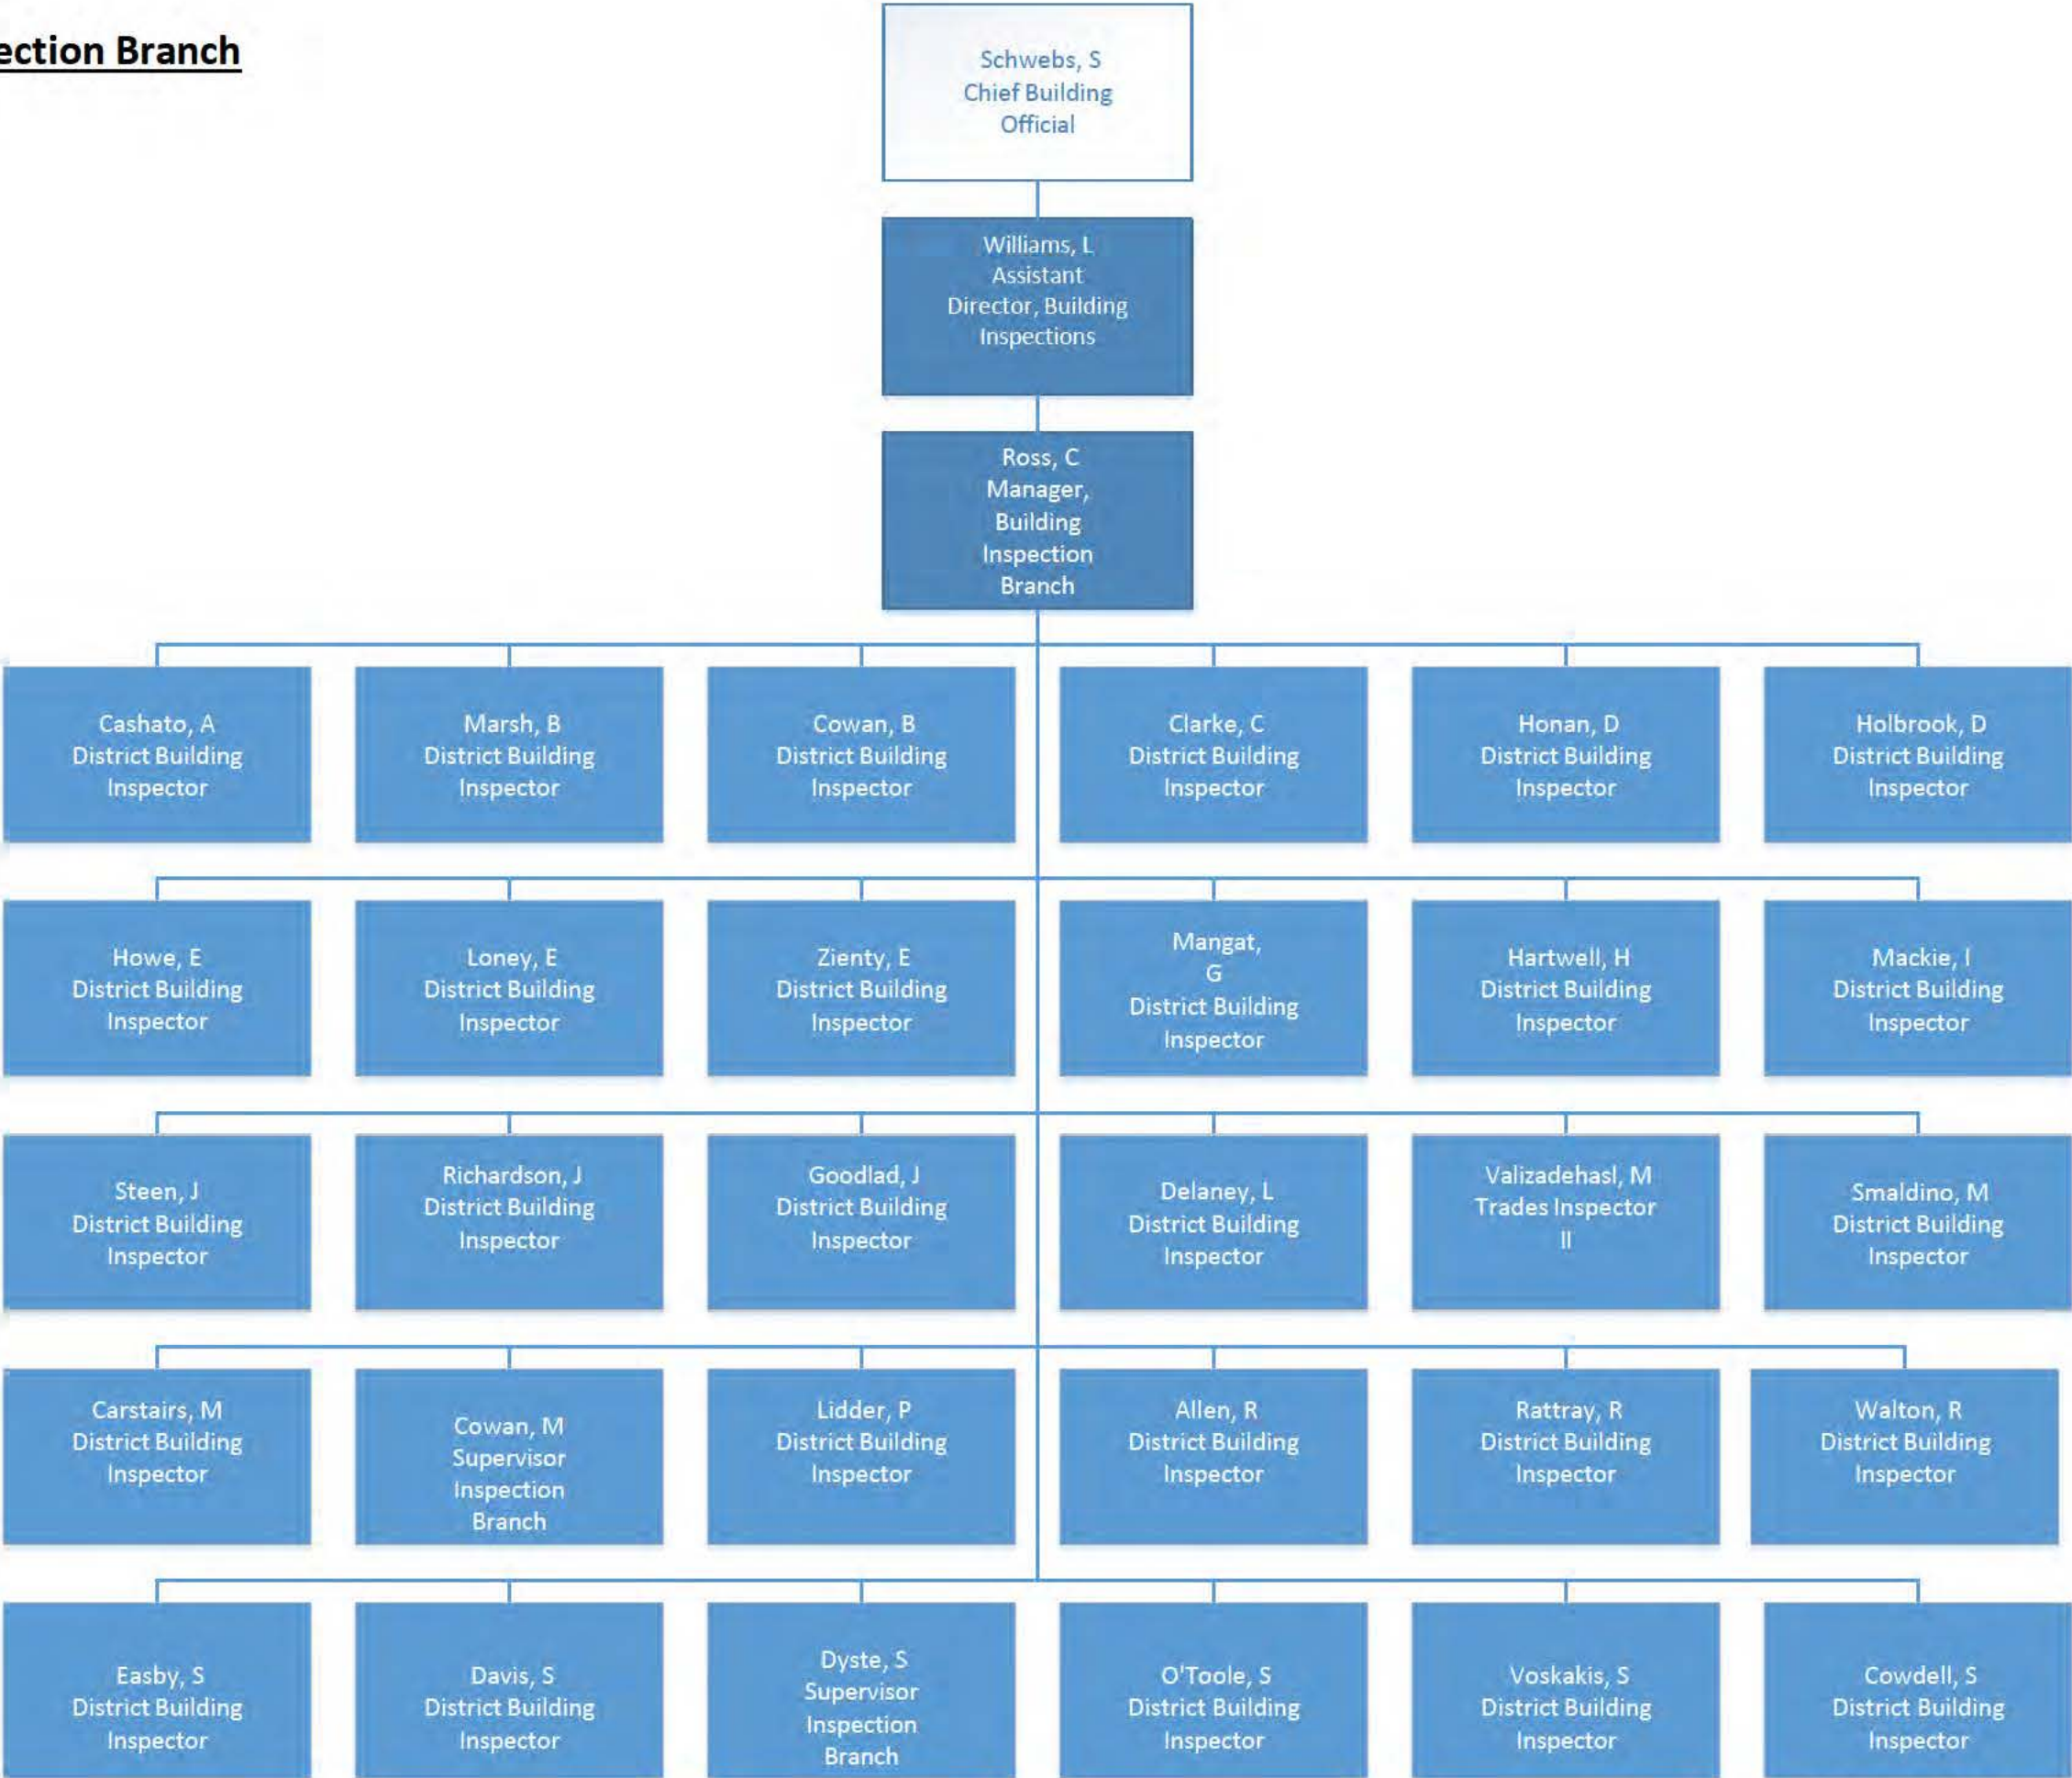 ection Branch
Schwebs, S
Chief Building
Official
Williams, L
Assistant
Director, Building
Inspections
Ross, C
Manager,
Building
Inspection
Branch
Cashato, A
District Building
Inspector
Marsh, B
District Building
Inspector
Cowan, B
District Building
Inspector
Clarke, C
District Building
Inspector
Honan, D
District Building
Inspector
Holbrook, D
District Building
Inspector
Howe, E
District Building
Inspector
Loney, E
District Building
Inspector
Zienty, E
District Building
Inspector
Mangat,
G
District Building
Inspector
Hartwell, H
District Building
Inspector
Mackie, I
District Building
Inspector
Steen, J
District Building
Inspector
Richardson, J
District Building
Inspector
Goodlad, J
District Building
Inspector
Delaney, L
District Building
Inspector
Valizadehasl, M
Trades Inspector
II
Smaldino, M
District Building
Inspector
Carstairs, M
District Building
Inspector
Cowan, M
Supervisor
Inspection
Branch
Lidder, P
District Building
Inspector
Allen, R
District Building
Inspector
Rattray, R
District Building
Inspector
Walton, R
District Building
Inspector
Easby, S
District Building
Inspector
Davis, S
District Building
Inspector
Dyste, S
Supervisor
Inspection
Branch
O'Toole, S
District Building
Inspector
Voskakis, S
District Building
Inspector
Cowdell, S
District Building
Inspector